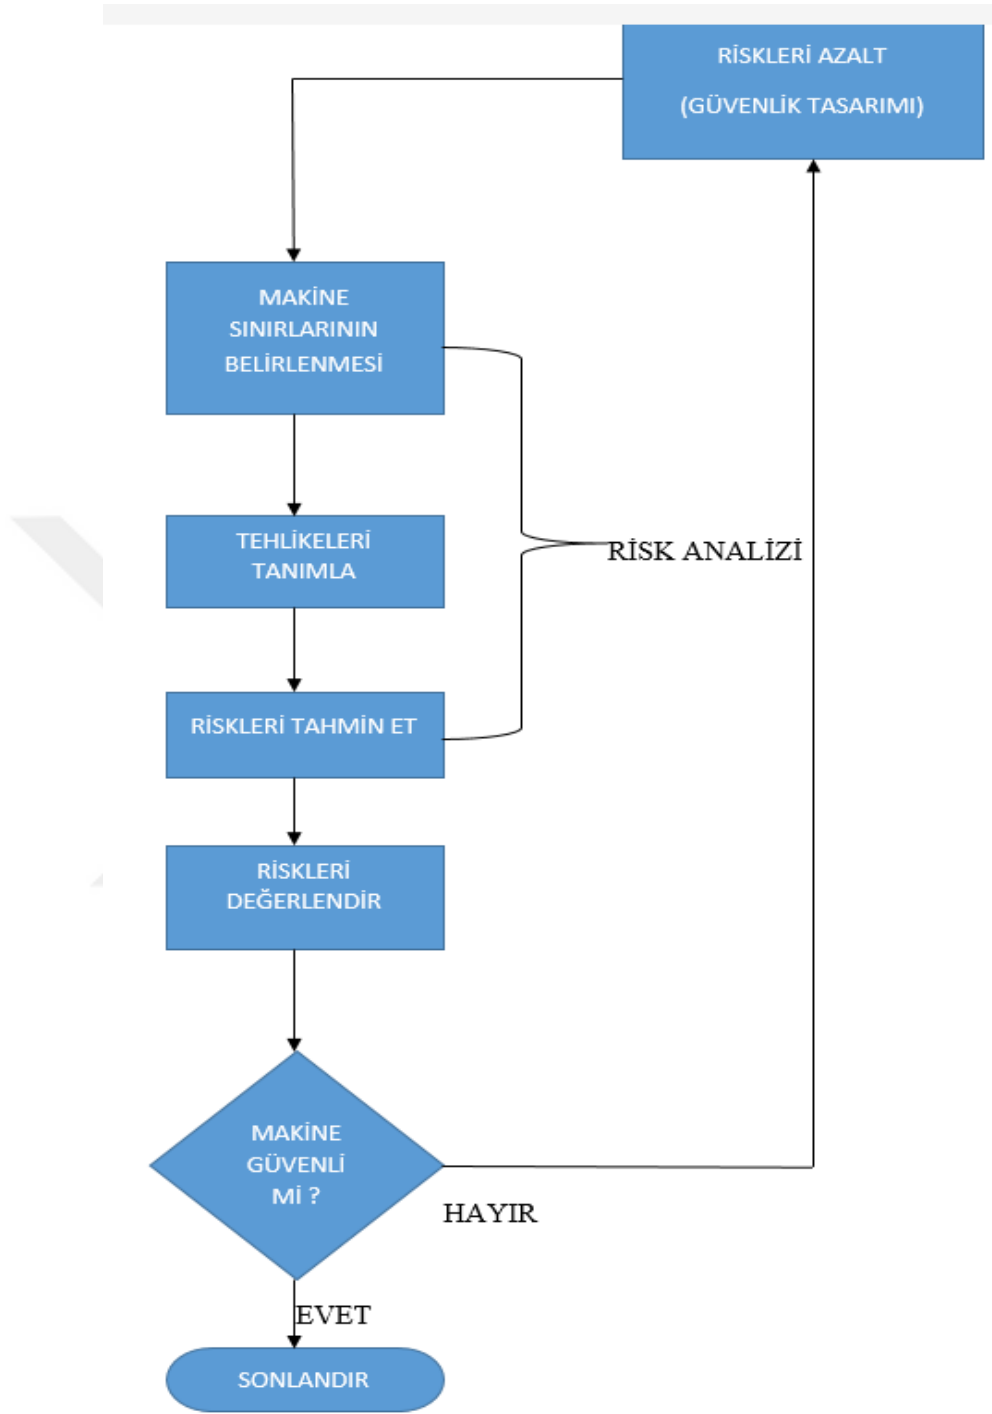 RİSKLERİ AZALT
(GÜVENLİK TASARIMI)
MAKİNE
SINIRLARININ
BELİRLENMESİ
TEHLİKELERİ
TANIMLA
RİSK ANALİZİ
RİSKLERİ TAHMİN ET
RİSKLERİ
DEĞERLENDİR
MAKİNE
GÜVENLİ
Mİ ?
HAYIR
EVET
SONLANDIR